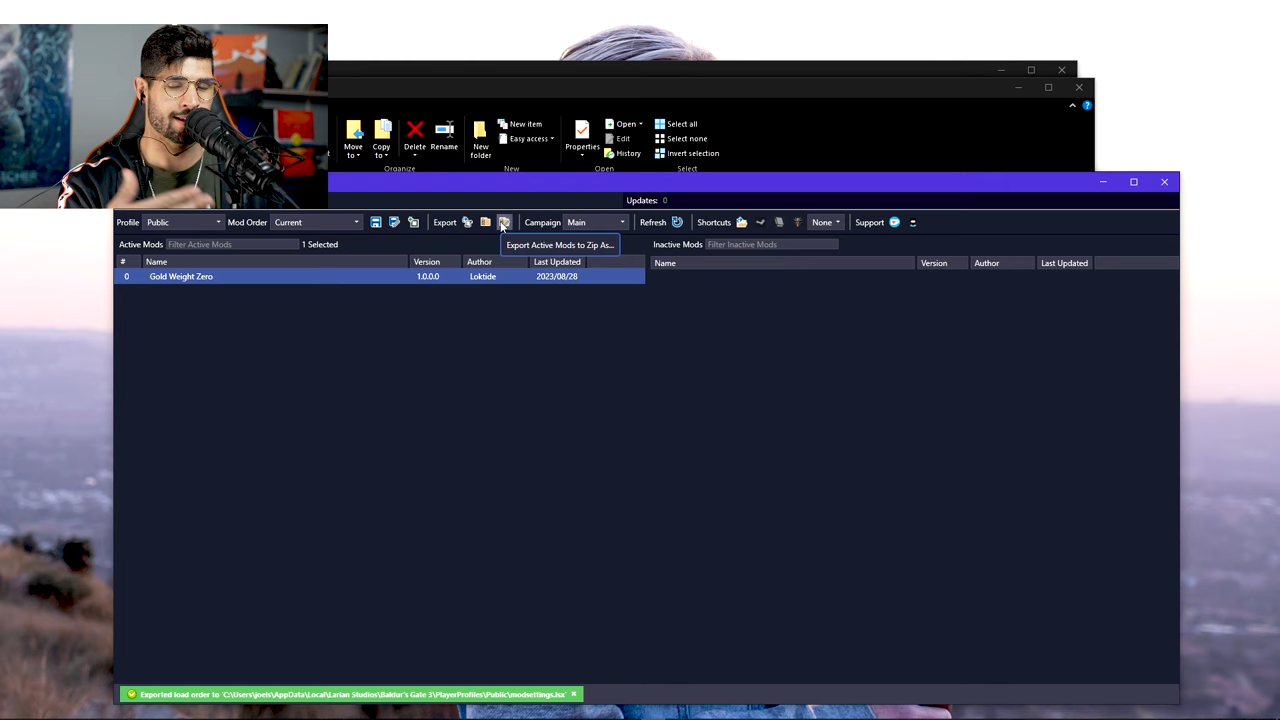 CHER
Move to
Copy to
Delete
Rename
Organize
New folder
New item
Easy access
New
Properties
Open
Edit
History
Open
Select all
Select none
Invert selection
Select
Updates: 0
Profile Public Mod Order Current Export Campaign Main Refresh Shortcuts None Support
Active Mods Filter Active Mods 1 Selected
Export Active Mods to Zip As...
Inactive Mods Filter Inactive Mods
# Name Version Author Last Updated
Name Version Author Last Updated
0 Gold Weight Zero 1.0.0.0 Loktide 2023/08/28
Exported load order to 'C:\Users\joels\AppData\Local\Larian Studios\Baldur's Gate 3\PlayerProfiles\Public\modsettings.lsx'